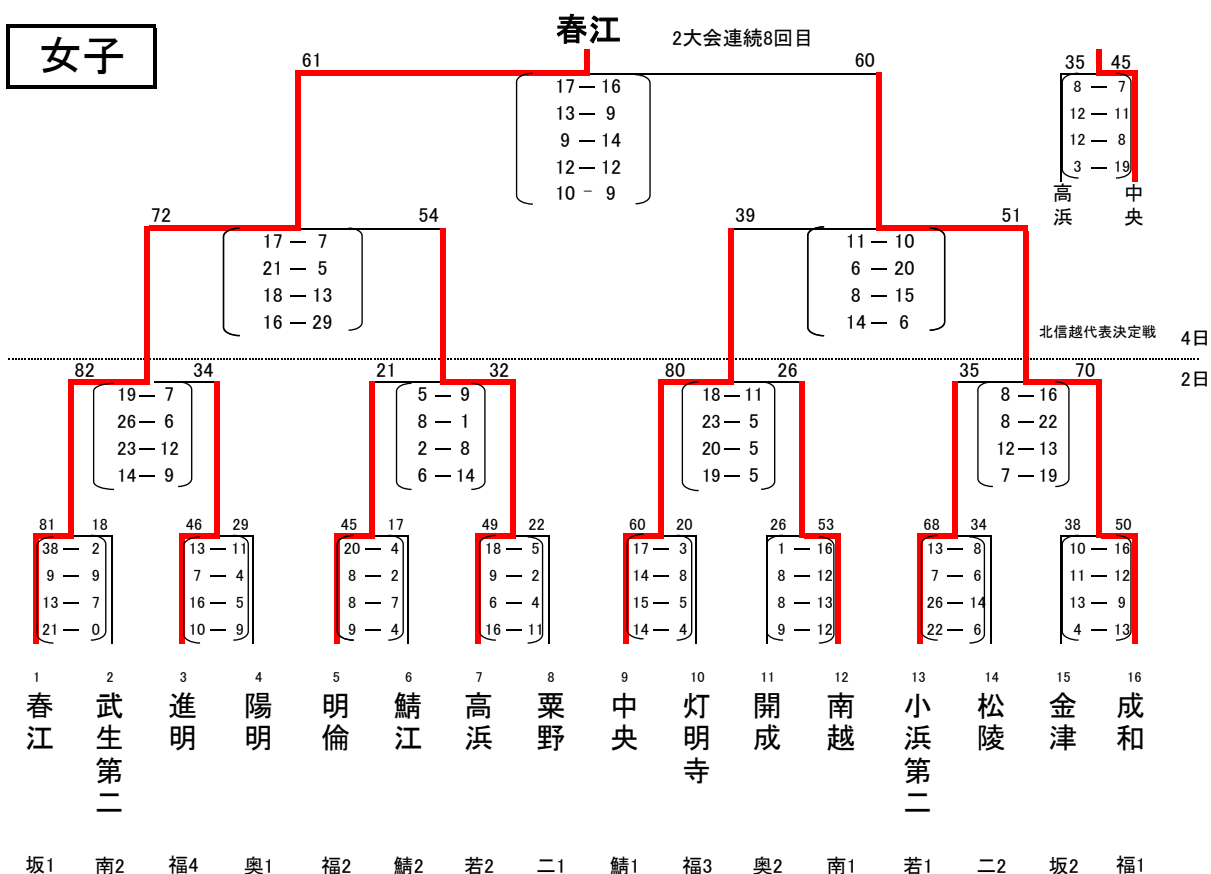 女子
春江
2大会連続8回目
61
60
17 ― 16
13 ― 9
9 ― 14
12 ― 12
10 - 9
35 45
8 ― 7
12 ― 11
12 ― 8
3 ― 19
高浜 中央
72 54
17 ― 7
21 ― 5
18 ― 13
16 ― 29
39 51
11 ― 10
6 ― 20
8 ― 15
14 ― 6
北信越代表決定戦
4日
2日
82 34
19 ― 7
26 ― 6
23 ― 12
14 ― 9
21 32
5 ― 9
8 ― 1
2 ― 8
6 ― 14
80 26
18 ― 11
23 ― 5
20 ― 5
19 ― 5
35 70
8 ― 16
8 ― 22
12 ― 13
7 ― 19
81 18
38 ― 2
9 ― 9
13 ― 7
21 ― 0
46 29
13 ― 11
7 ― 4
16 ― 5
10 ― 9
45 17
20 ― 4
8 ― 2
8 ― 7
9 ― 4
49 22
18 ― 5
9 ― 2
6 ― 4
16 ― 11
60 20
17 ― 3
14 ― 8
15 ― 5
14 ― 4
26 53
1 ― 16
8 ― 12
8 ― 13
9 ― 12
68 34
13 ― 8
7 ― 6
26 ― 14
22 ― 6
38 50
10 ― 16
11 ― 12
13 ― 9
4 ― 13
1 2 3 4 5 6 7 8 9 10 11 12 13 14 15 16
春江
武生第二
進明
陽明
明倫
鯖江
高浜
粟野
中央
灯明寺
開成
南越
小浜第二
松陵
金津
成和
坂1 南2 福4 奥1 福2 鯖2 若2 二1 鯖1 福3 奥2 南1 若1 二2 坂2 福1